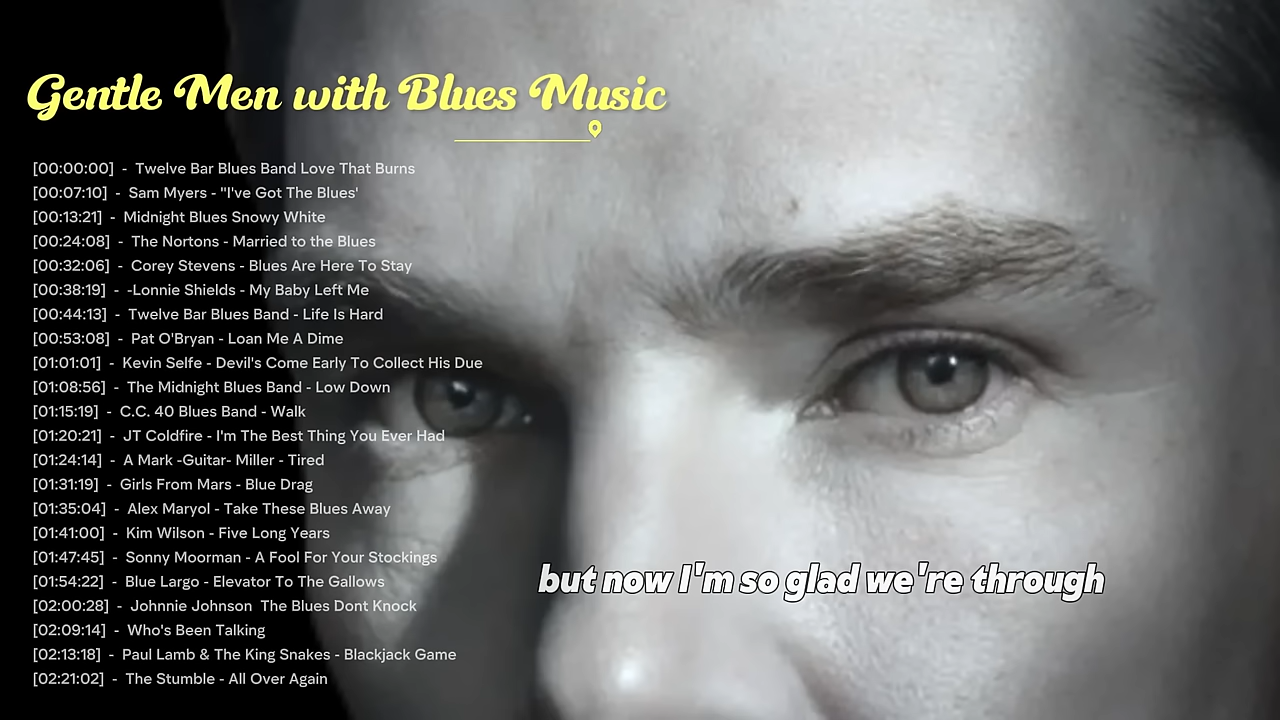 Gentle Men with Blues Music
[00:00:00] - Twelve Bar Blues Band Love That Burns
[00:07:10] - Sam Myers - "I've Got The Blues'
[00:13:21] - Midnight Blues Snowy White
[00:24:08] - The Nortons - Married to the Blues
[00:32:06] - Corey Stevens - Blues Are Here To Stay
[00:38:19] - -Lonnie Shields - My Baby Left Me
[00:44:13] - Twelve Bar Blues Band - Life Is Hard
[00:53:08] - Pat O'Bryan - Loan Me A Dime
[01:01:01] - Kevin Selfe - Devil's Come Early To Collect His Due
[01:08:56] - The Midnight Blues Band - Low Down
[01:15:19] - C.C. 40 Blues Band - Walk
[01:20:21] - JT Coldfire - I'm The Best Thing You Ever Had
[01:24:14] - A Mark -Guitar- Miller - Tired
[01:31:19] - Girls From Mars - Blue Drag
[01:35:04] - Alex Maryol - Take These Blues Away
[01:41:00] - Kim Wilson - Five Long Years
[01:47:45] - Sonny Moorman - A Fool For Your Stockings
[01:54:22] - Blue Largo - Elevator To The Gallows
[02:00:28] - Johnnie Johnson  The Blues Dont Knock
[02:09:14] - Who's Been Talking
[02:13:18] - Paul Lamb & The King Snakes - Blackjack Game
[02:21:02] - The Stumble - All Over Again
but now I'm so glad we're through